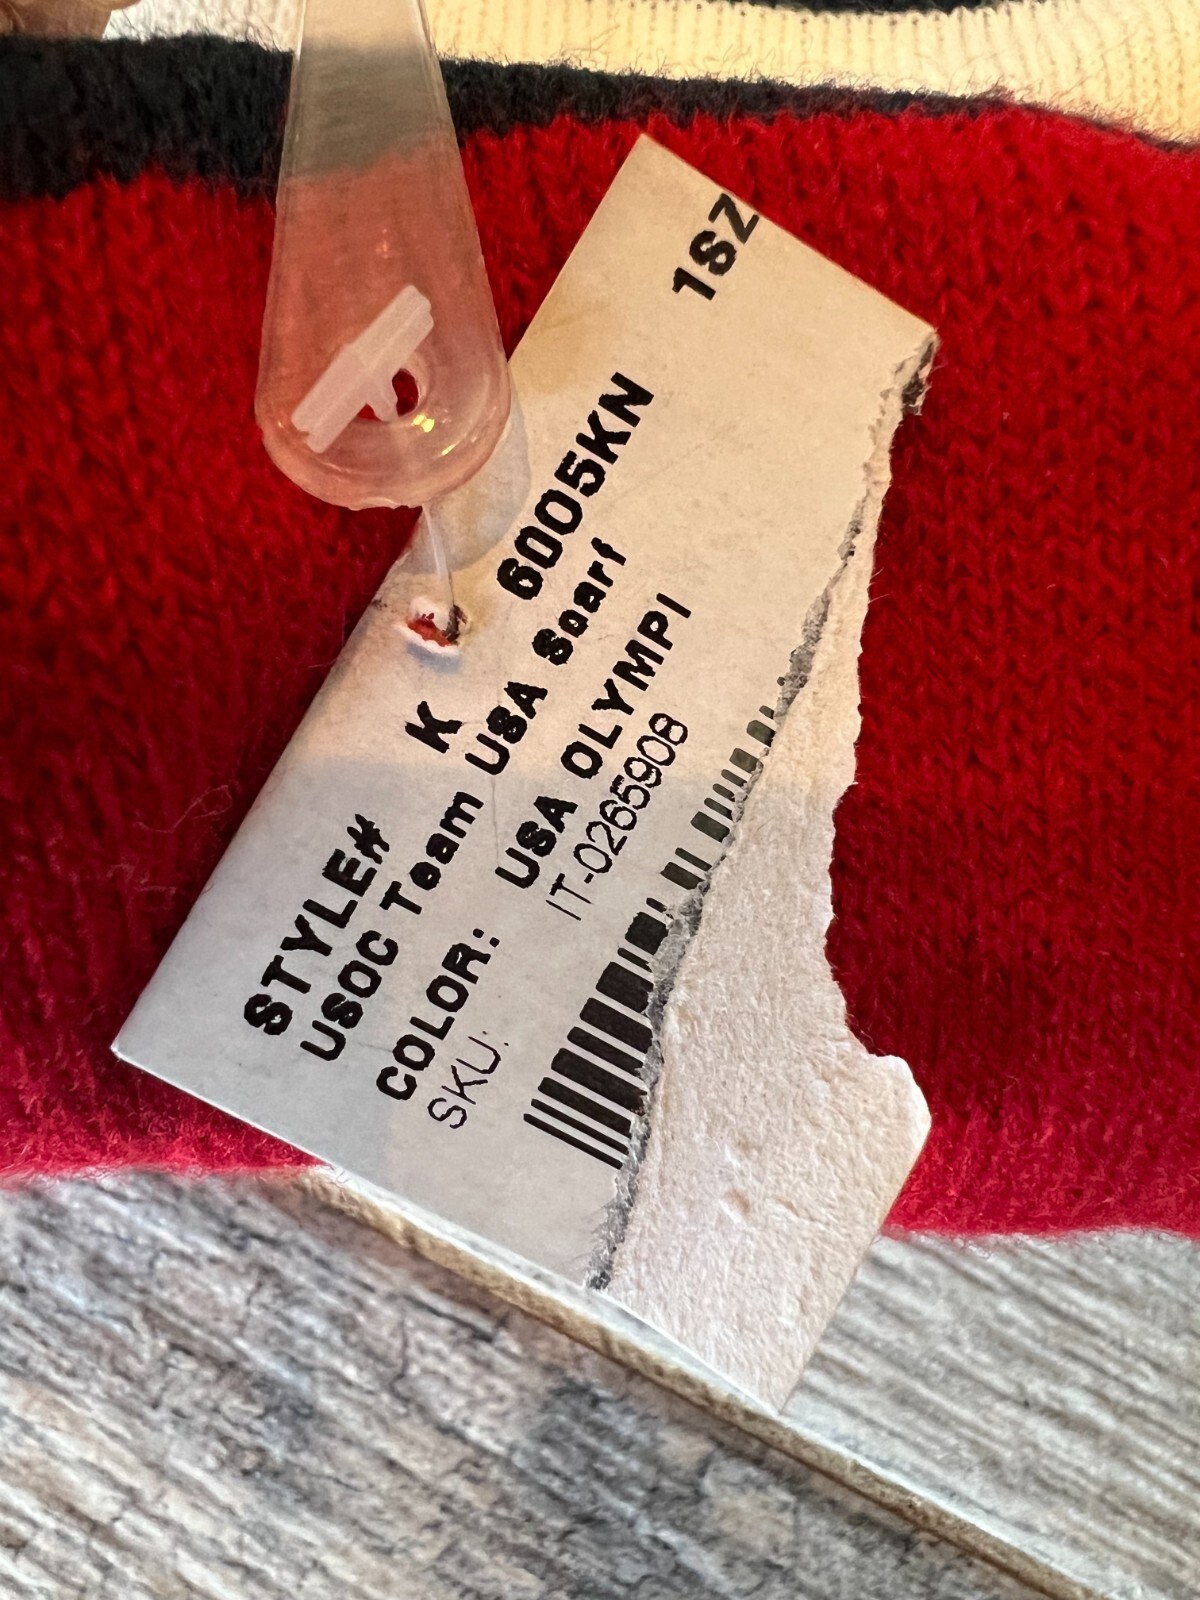 1SZ
STYLE# K 6005KN
USOC Team USA Scarf
COLOR: USA OLYMPI
SKU: IT-0265908